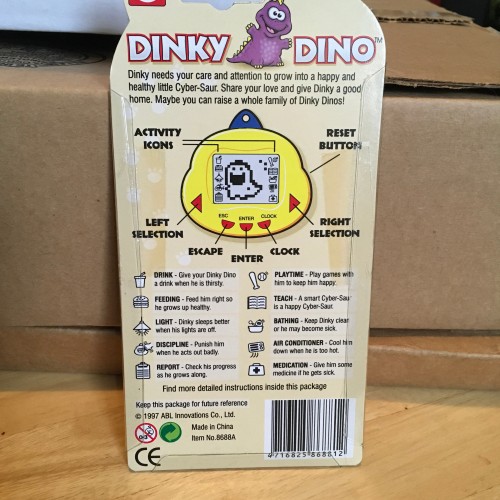 DINKY DINO™
Dinky needs your care and attention to grow into a happy and
healthy little Cyber-Saur. Share your love and give Dinky a good
home. Maybe you can raise a whole family of Dinky Dinos!
ACTIVITY
ICONS
RESET
BUTTON
LEFT
SELECTION
ESC
ENTER
CLOCK
RIGHT
SELECTION
ESCAPE
ENTER
CLOCK
DRINK - Give your Dinky Dino
a drink when he is thirsty.
FEEDING - Feed him right so
he grows up healthy.
LIGHT - Dinky sleeps better
when his lights are off.
DISCIPLINE - Punish him
when he acts out badly.
REPORT - Check his progress
as he grows along.
PLAYTIME - Play games with
him to keep him happy.
TEACH - A smart Cyber-Saur
is a happy Cyber-Saur.
BATHING - Keep Dinky clean
or he may become sick.
AIR CONDITIONER - Cool him
down when he is too hot.
MEDICATION - Give him some
medicine if he gets sick.
Find more detailed instructions inside this package
Keep this package for future reference
© 1997 ABL Innovations Co., Ltd.
Made in China
Item No.8688A
0-3
CE
4 716825 868812